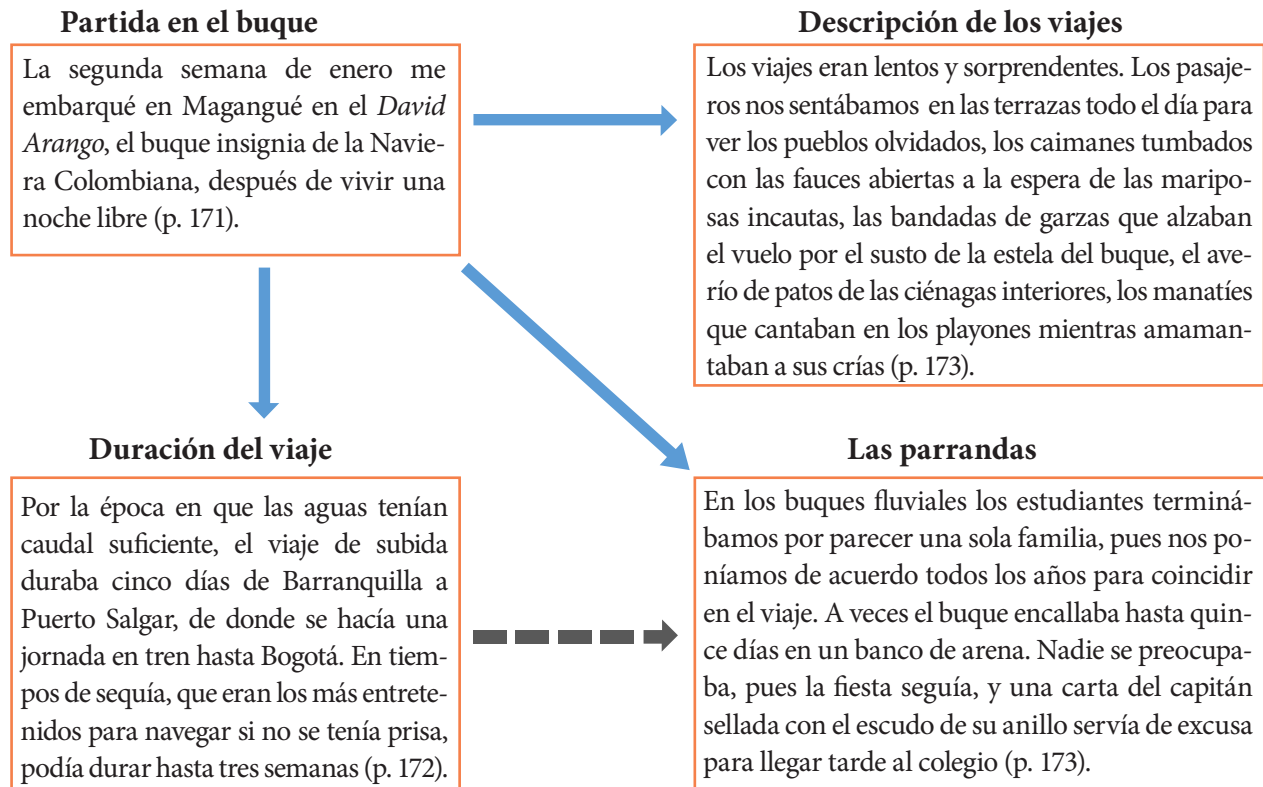 Partida en el buque
La segunda semana de enero me
embarqué en Magangué en el David
Arango, el buque insignia de la Navie-
ra Colombiana, después de vivir una
noche libre (p. 171).
Descripción de los viajes
Los viajes eran lentos y sorprendentes. Los pasaje-
ros nos sentábamos en las terrazas todo el día para
ver los pueblos olvidados, los caimanes tumbados
con las fauces abiertas a la espera de las maripo-
sas incautas, las bandadas de garzas que alzaban
el vuelo por el susto de la estela del buque, el ave-
río de patos de las ciénagas interiores, los manatíes
que cantaban en los playones mientras amaman-
taban a sus crías (p. 173).
Duración del viaje
Por la época en que las aguas tenían
caudal suficiente, el viaje de subida
duraba cinco días de Barranquilla a
Puerto Salgar, de donde se hacía una
jornada en tren hasta Bogotá. En tiem-
pos de sequía, que eran los más entrete-
nidos para navegar si no se tenía prisa,
podía durar hasta tres semanas (p. 172).
Las parrandas
En los buques fluviales los estudiantes terminá-
bamos por parecer una sola familia, pues nos po-
níamos de acuerdo todos los años para coincidir
en el viaje. A veces el buque encallaba hasta quin-
ce días en un banco de arena. Nadie se preocupa-
ba, pues la fiesta seguía, y una carta del capitán
sellada con el escudo de su anillo servía de excusa
para llegar tarde al colegio (p. 173).